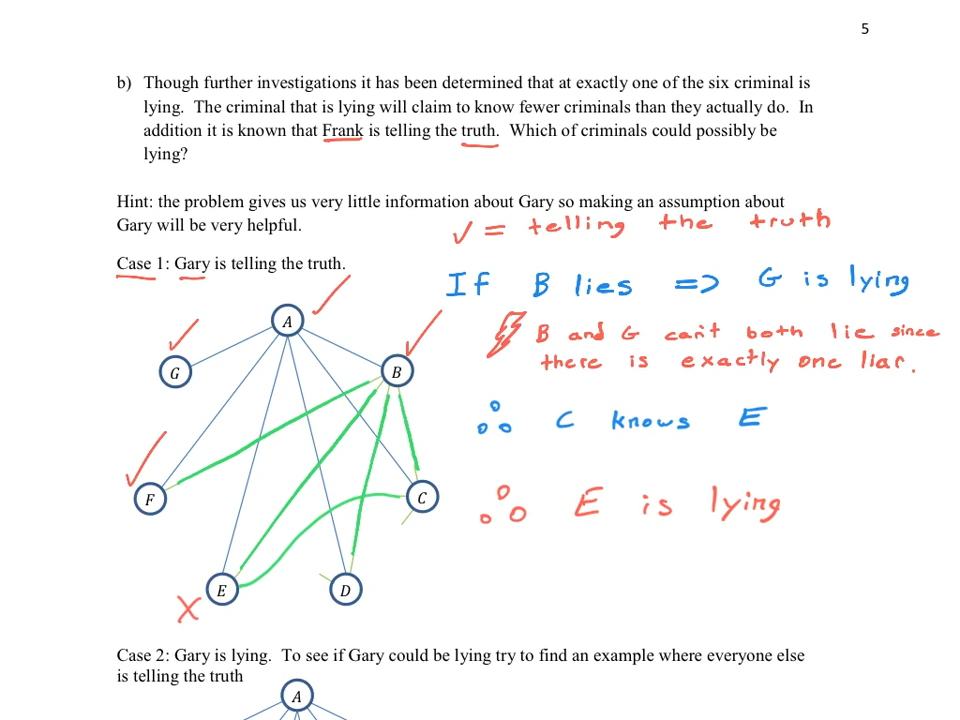 5
b) Though further investigations it has been determined that at exactly one of the six criminal is
lying. The criminal that is lying will claim to know fewer criminals than they actually do. In
addition it is known that Frank is telling the truth. Which of criminals could possibly be
lying?
Hint: the problem gives us very little information about Gary so making an assumption about
Gary will be very helpful.
✓ = telling the truth
Case 1: Gary is telling the truth.
If B lies => G is lying
B and G can't both lie since
there is exactly one liar.
A
G
B
∴ C knows E
F
C
∴ E is lying
X
E
D
Case 2: Gary is lying. To see if Gary could be lying try to find an example where everyone else
is telling the truth
A